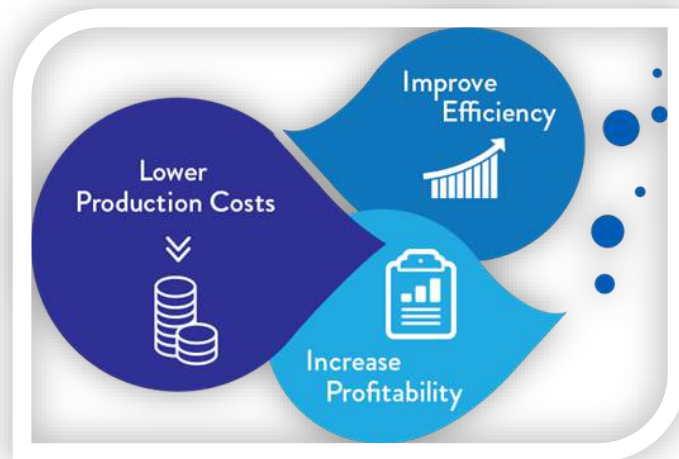 Improve
Efficiency
Lower
Production Costs
Increase
Profitability